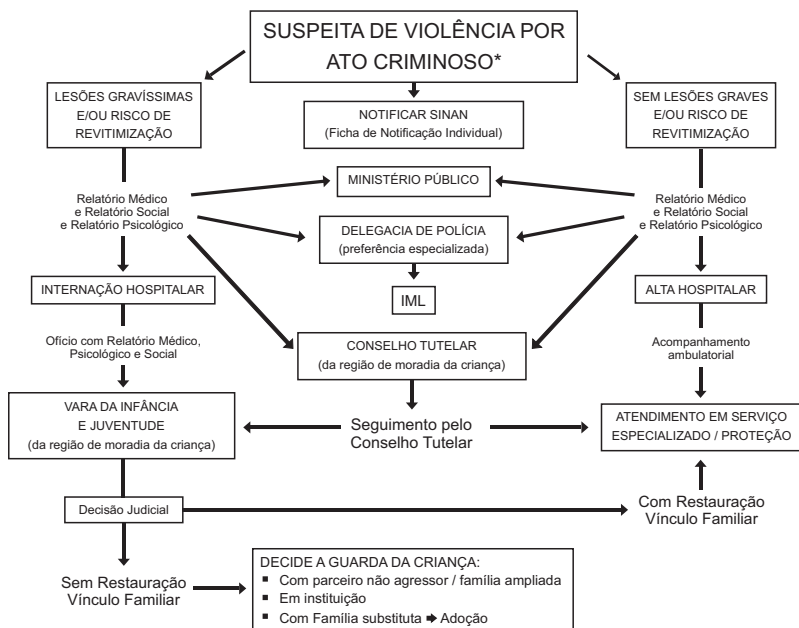 SUSPEITA DE VIOLÊNCIA POR
ATO CRIMINOSO*
LESÕES GRAVÍSSIMAS
E/OU RISCO DE
REVITIMIZAÇÃO
NOTIFICAR SINAN
(Ficha de Notificação Individual)
SEM LESÕES GRAVES
E/OU RISCO DE
REVITIMIZAÇÃO
MINISTÉRIO PÚBLICO
Relatório Médico
e Relatório Social
e Relatório Psicológico
DELEGACIA DE POLÍCIA
(preferência especializada)
Relatório Médico
e Relatório Social
e Relatório Psicológico
INTERNAÇÃO HOSPITALAR
IML
ALTA HOSPITALAR
Ofício com Relatório Médico,
Psicológico e Social
CONSELHO TUTELAR
(da região de moradia da criança)
Acompanhamento
ambulatorial
VARA DA INFÂNCIA
E JUVENTUDE
(da região de moradia da criança)
Seguimento pelo
Conselho Tutelar
ATENDIMENTO EM SERVIÇO
ESPECIALIZADO / PROTEÇÃO
Decisão Judicial
Com Restauração
Vínculo Familiar
Sem Restauração
Vínculo Familiar
DECIDE A GUARDA DA CRIANÇA:
▪ Com parceiro não agressor / família ampliada
▪ Em instituição
▪ Com Família substituta ➡ Adoção